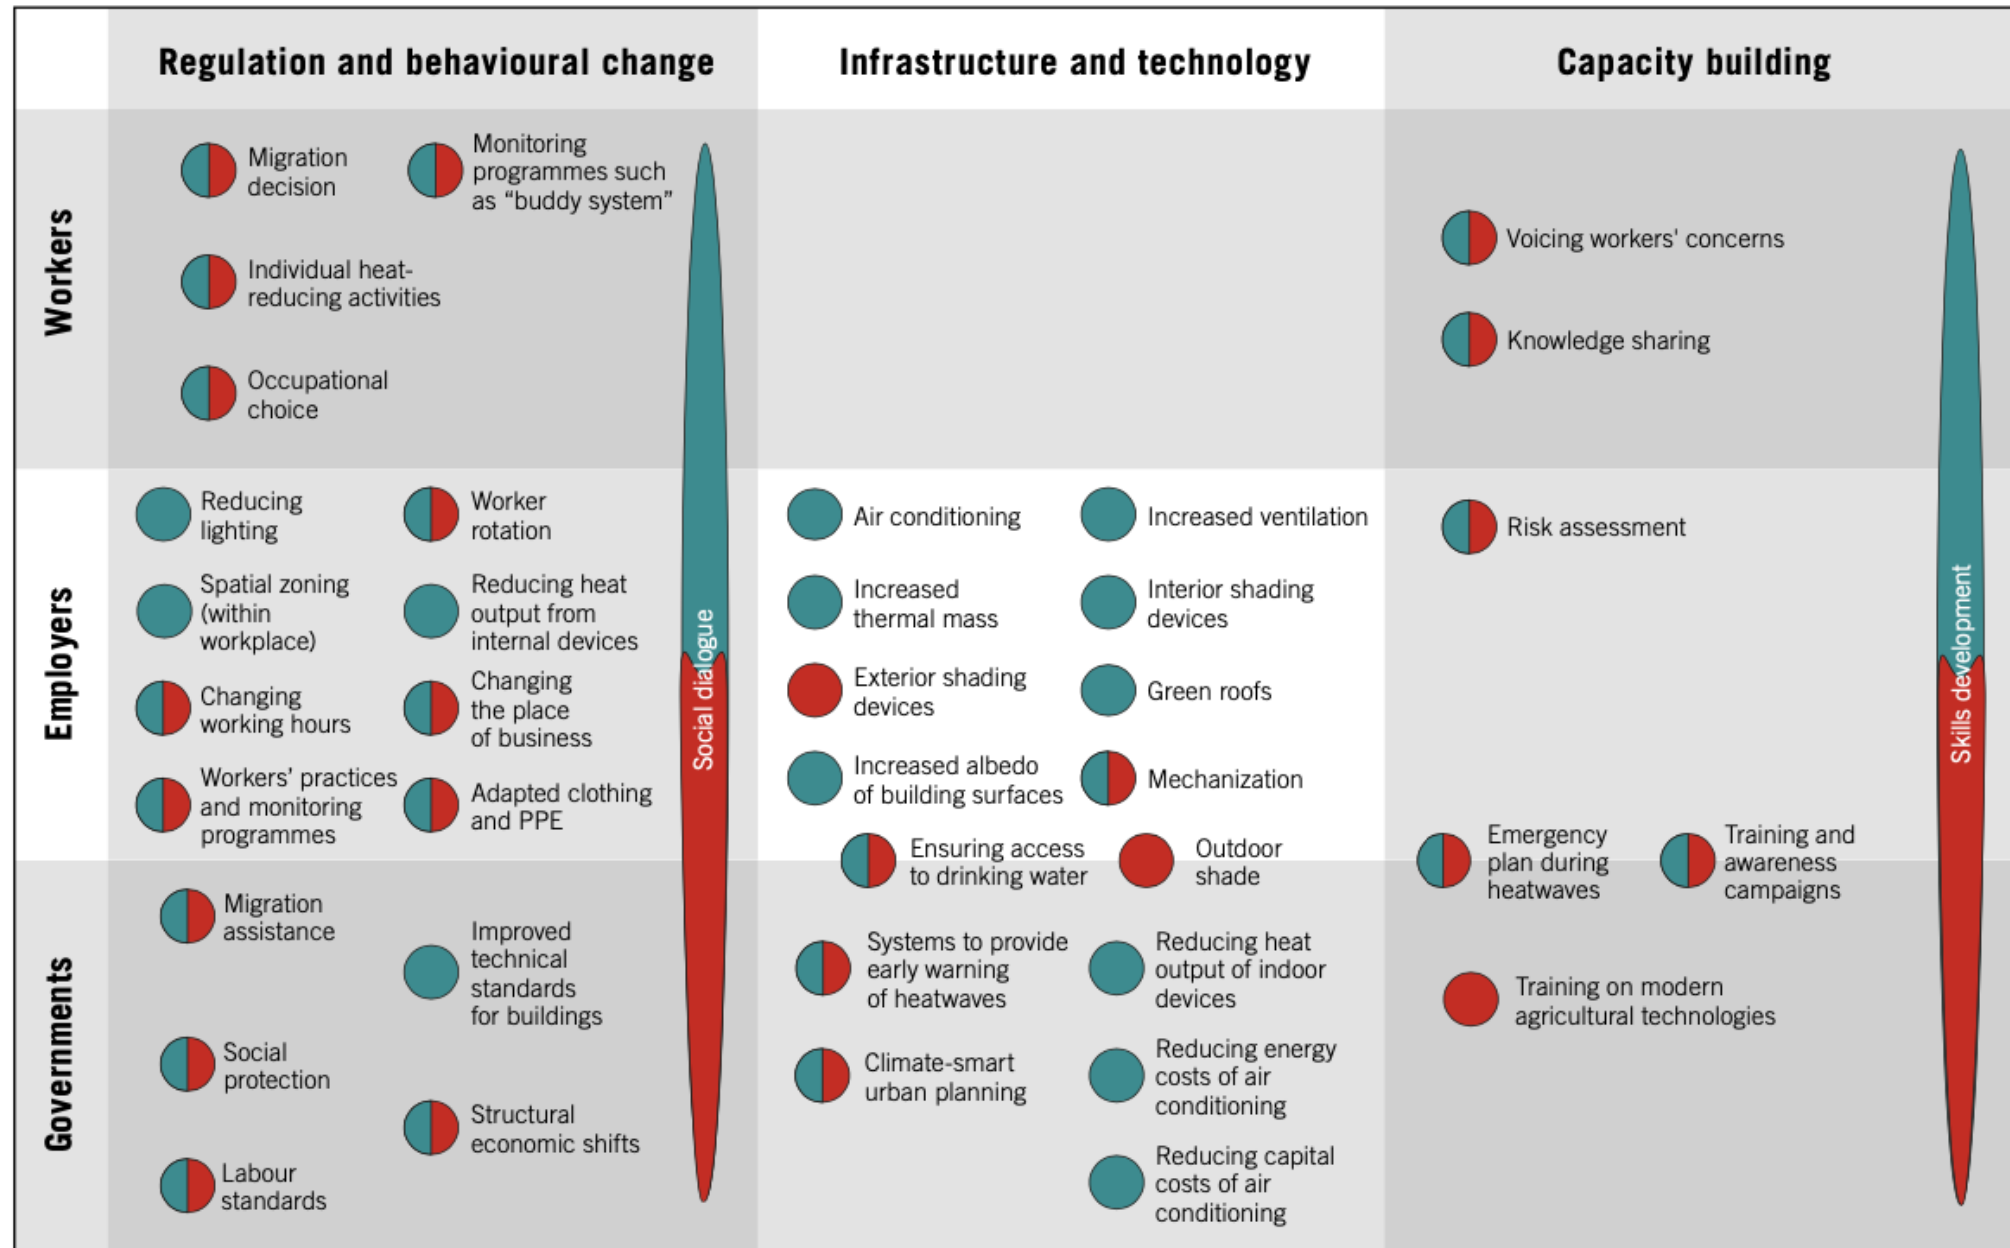 Regulation and behavioural change
Infrastructure and technology
Capacity building
Workers
Migration
decision
Monitoring
programmes such
as “buddy system”
Individual heat-
reducing activities
Occupational
choice
Voicing workers' concerns
Knowledge sharing
Employers
Reducing
lighting
Worker
rotation
Spatial zoning
(within
workplace)
Reducing heat
output from
internal devices
Changing
working hours
Changing
the place
of business
Workers’ practices
and monitoring
programmes
Adapted clothing
and PPE
Social dialogue
Air conditioning
Increased ventilation
Increased
thermal mass
Interior shading
devices
Exterior shading
devices
Green roofs
Increased albedo
of building surfaces
Mechanization
Ensuring access
to drinking water
Outdoor
shade
Risk assessment
Emergency
plan during
heatwaves
Training and
awareness
campaigns
Skills development
Governments
Migration
assistance
Improved
technical
standards
for buildings
Social
protection
Structural
economic shifts
Labour
standards
Systems to provide
early warning
of heatwaves
Reducing heat
output of indoor
devices
Climate-smart
urban planning
Reducing energy
costs of air
conditioning
Reducing capital
costs of air
conditioning
Training on modern
agricultural technologies